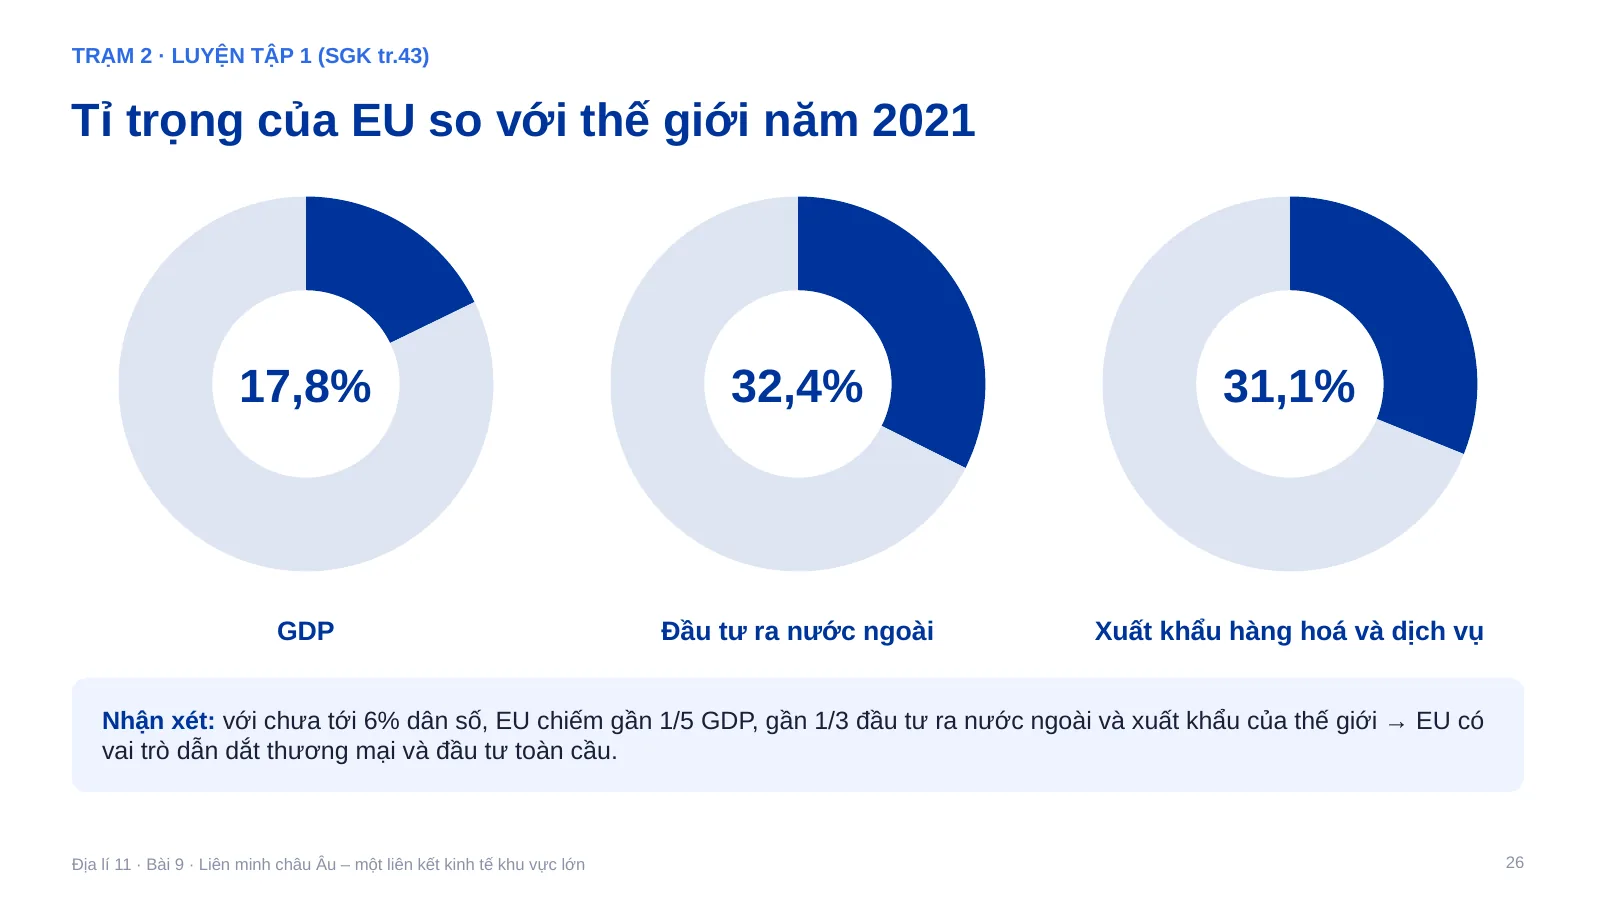 TRẠM 2 · LUYỆN TẬP 1 (SGK tr.43)
Tỉ trọng của EU so với thế giới năm 2021
17,8%
32,4%
31,1%
GDP
Đầu tư ra nước ngoài
Xuất khẩu hàng hoá và dịch vụ
Nhận xét: với chưa tới 6% dân số, EU chiếm gần 1/5 GDP, gần 1/3 đầu tư ra nước ngoài và xuất khẩu của thế giới → EU có
vai trò dẫn dắt thương mại và đầu tư toàn cầu.
Địa lí 11 · Bài 9 · Liên minh châu Âu – một liên kết kinh tế khu vực lớn
26